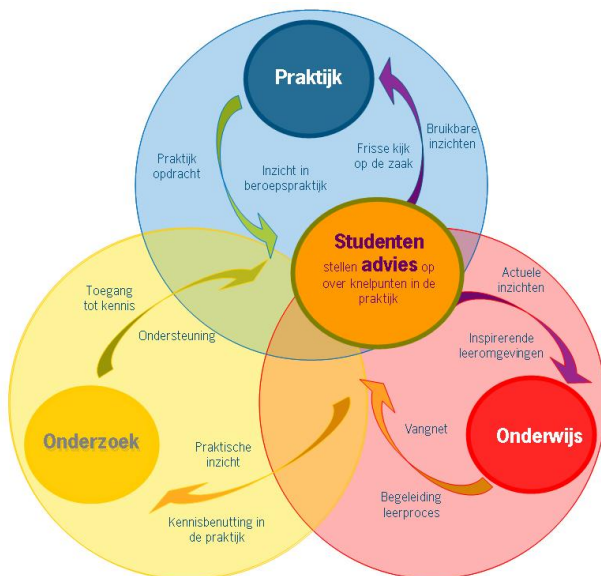 Praktijk
Praktijk
opdracht
Inzicht in
beroepspraktijk
Frisse kijk
op de zaak
Bruikbare
inzichten
Studenten
stellen advies op
over knelpunten in de
praktijk
Toegang
tot kennis
Ondersteuning
Actuele
inzichten
Inspirerende
leeromgevingen
Onderzoek
Praktische
inzicht
Kennisbenutting in
de praktijk
Vangnet
Begeleiding
leerproces
Onderwijs